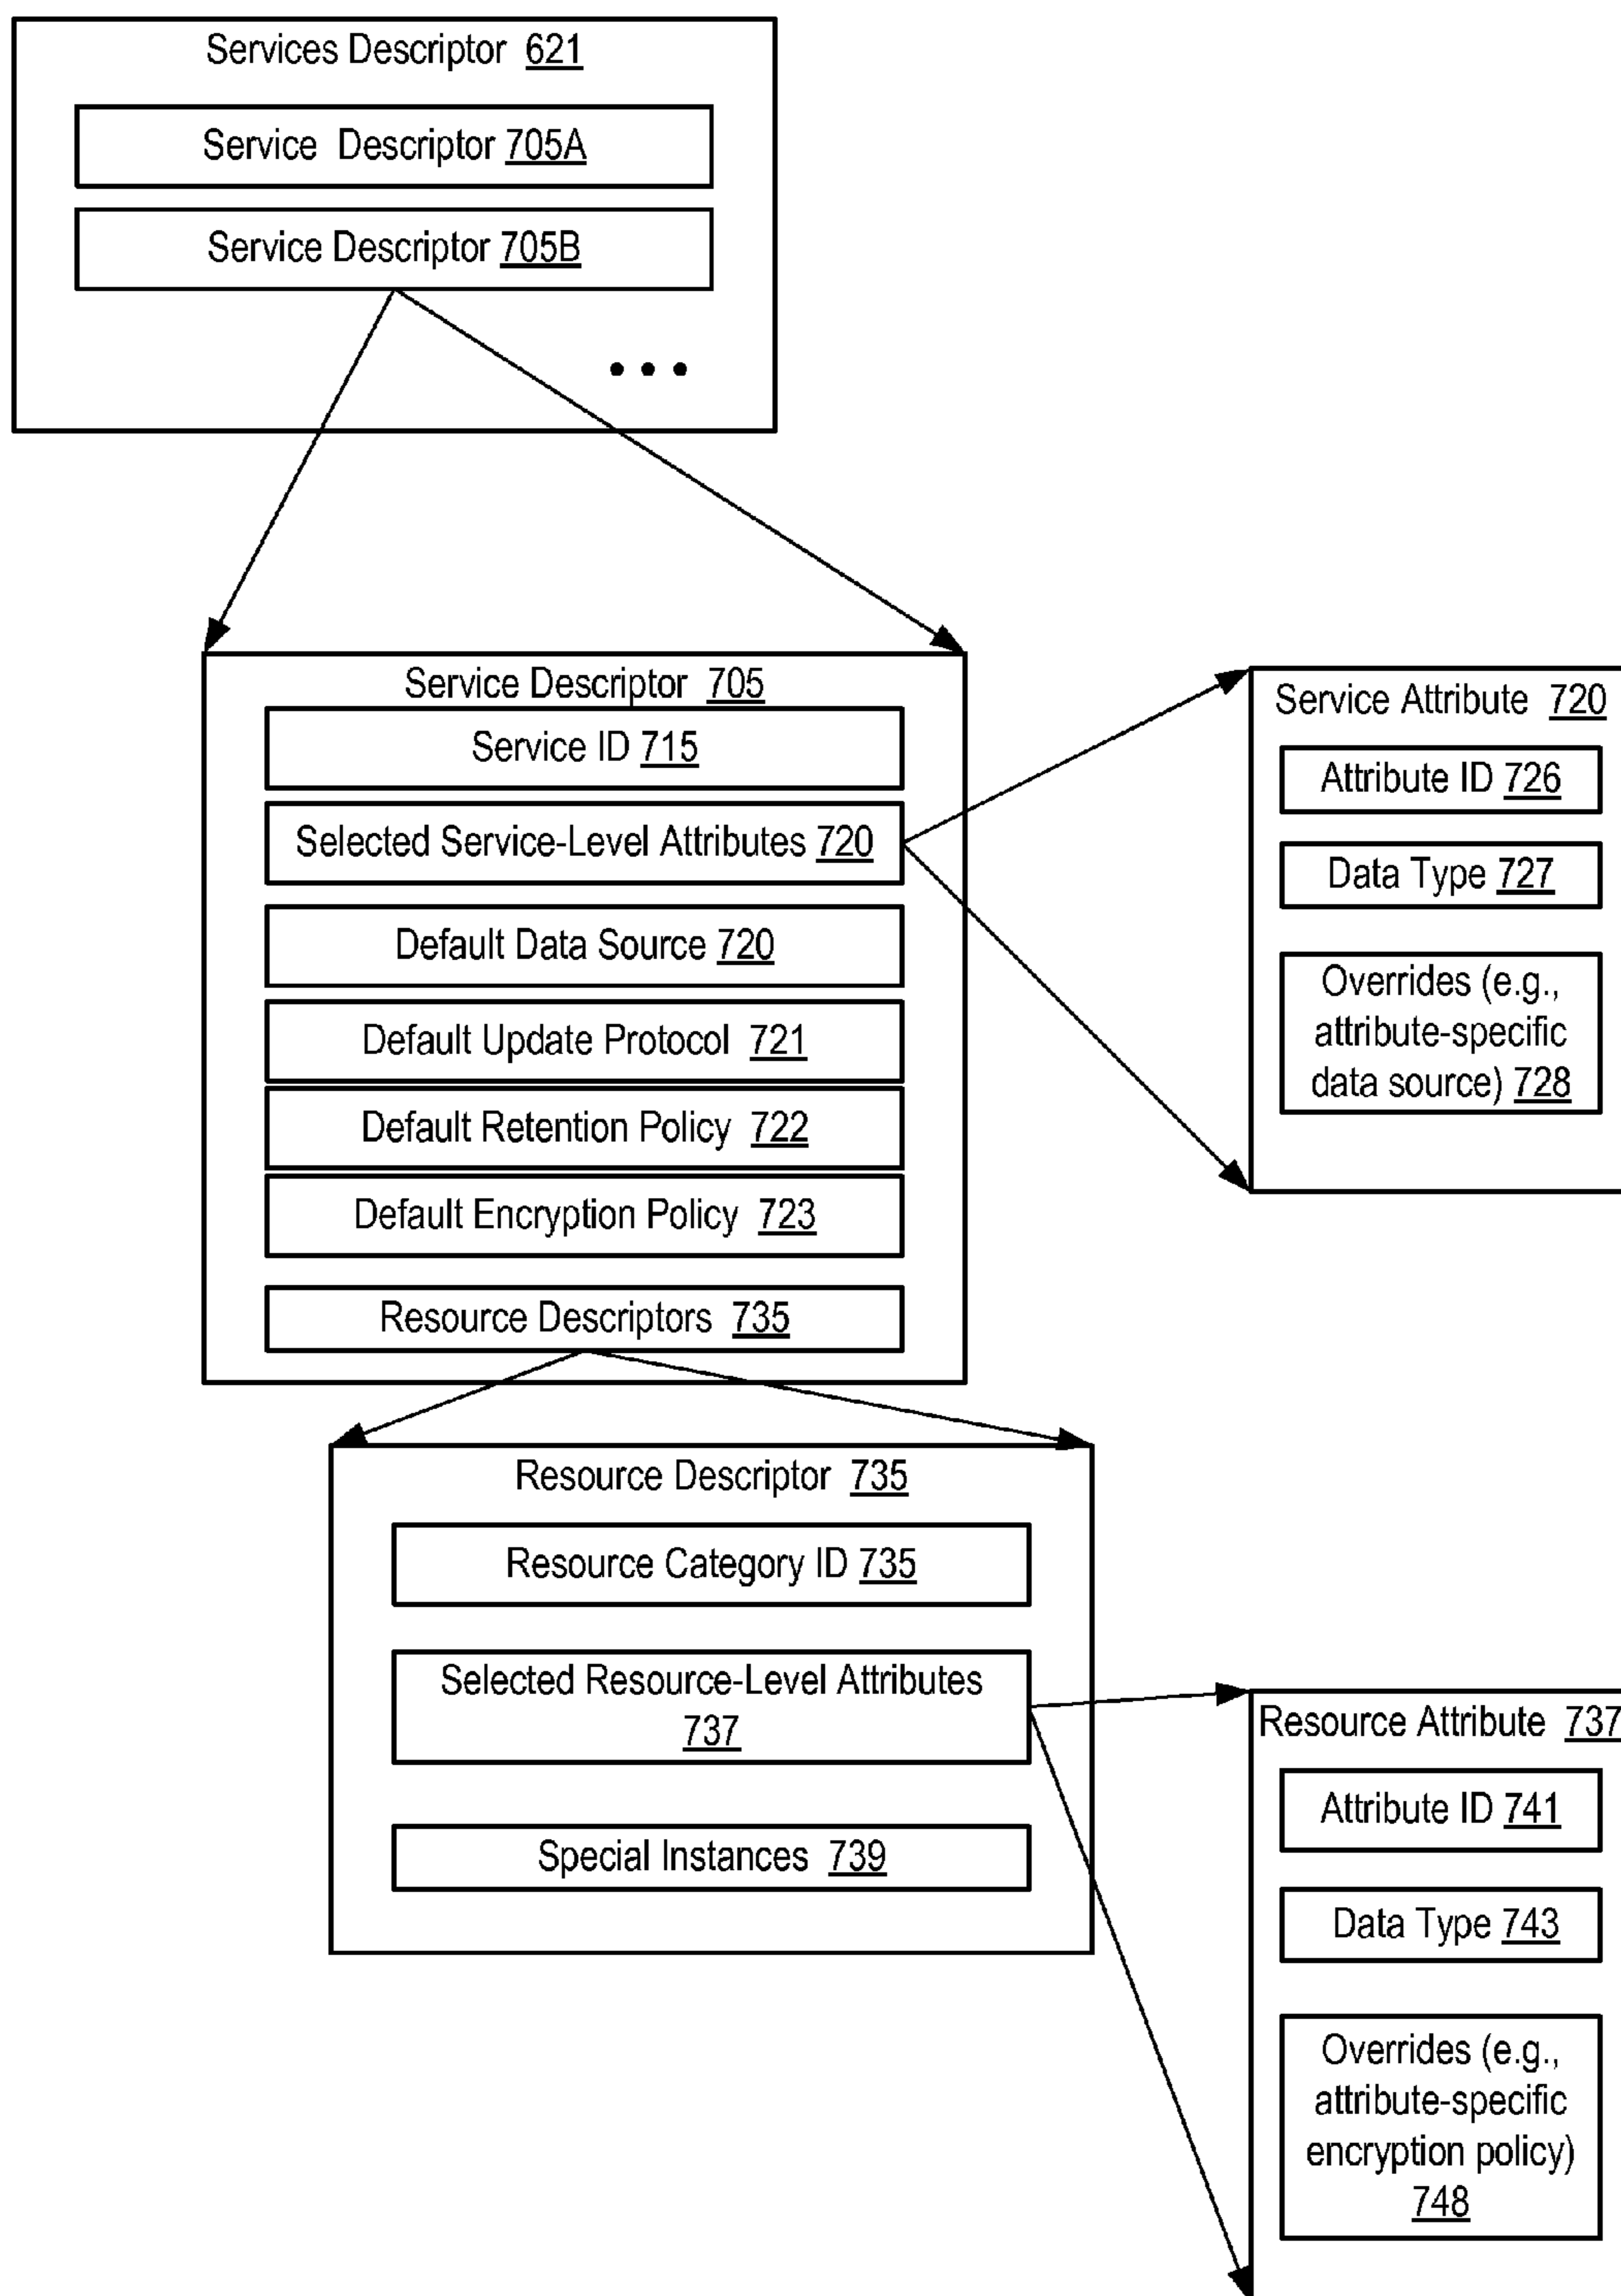 Services Descriptor 621
Service Descriptor 705A
Service Descriptor 705B
Service Descriptor 705
Service ID 715
Selected Service-Level Attributes 720
Default Data Source 720
Default Update Protocol 721
Default Retention Policy 722
Default Encryption Policy 723
Resource Descriptors 735
Service Attribute 720
Attribute ID 726
Data Type 727
Overrides (e.g.,
attribute-specific
data source) 728
Resource Descriptor 735
Resource Category ID 735
Selected Resource-Level Attributes
737
Special Instances 739
Resource Attribute 737
Attribute ID 741
Data Type 743
Overrides (e.g.,
attribute-specific
encryption policy)
748